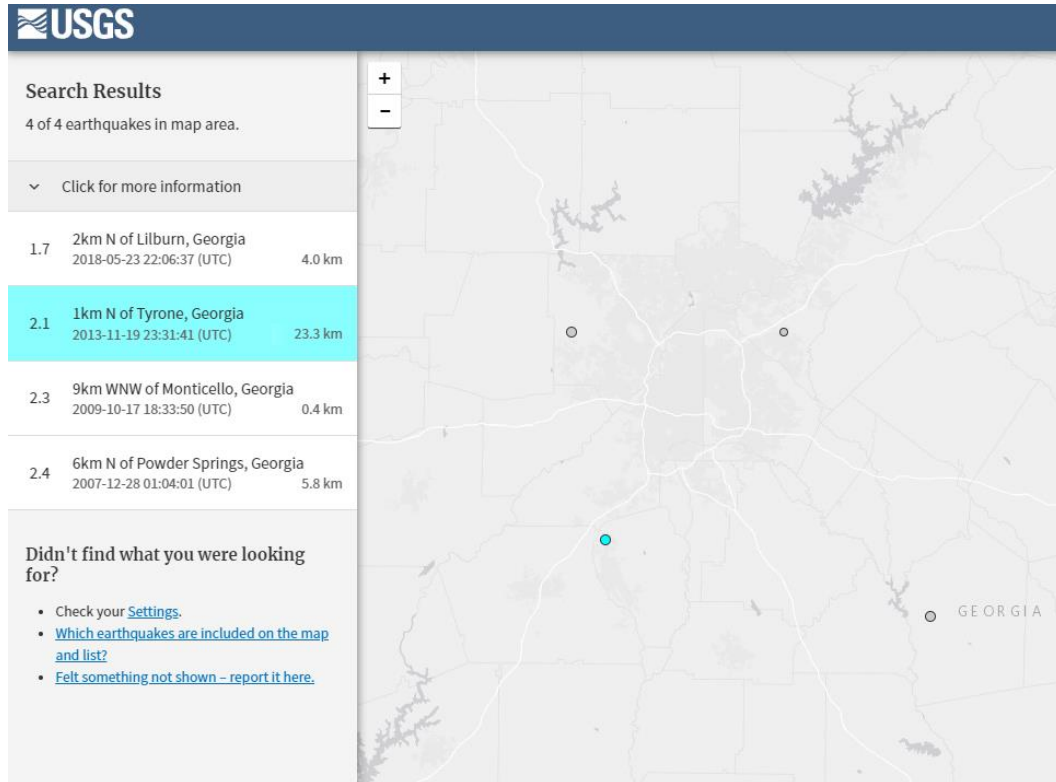 USGS
Search Results
4 of 4 earthquakes in map area.
Click for more information
1.7
2km N of Lilburn, Georgia
2018-05-23 22:06:37 (UTC) 4.0 km
2.1
1km N of Tyrone, Georgia
2013-11-19 23:31:41 (UTC) 23.3 km
2.3
9km WNW of Monticello, Georgia
2009-10-17 18:33:50 (UTC) 0.4 km
2.4
6km N of Powder Springs, Georgia
2007-12-28 01:04:01 (UTC) 5.8 km
Didn't find what you were looking
for?
• Check your Settings.
• Which earthquakes are included on the map
and list?
• Felt something not shown – report it here.
+
−
GEORGIA